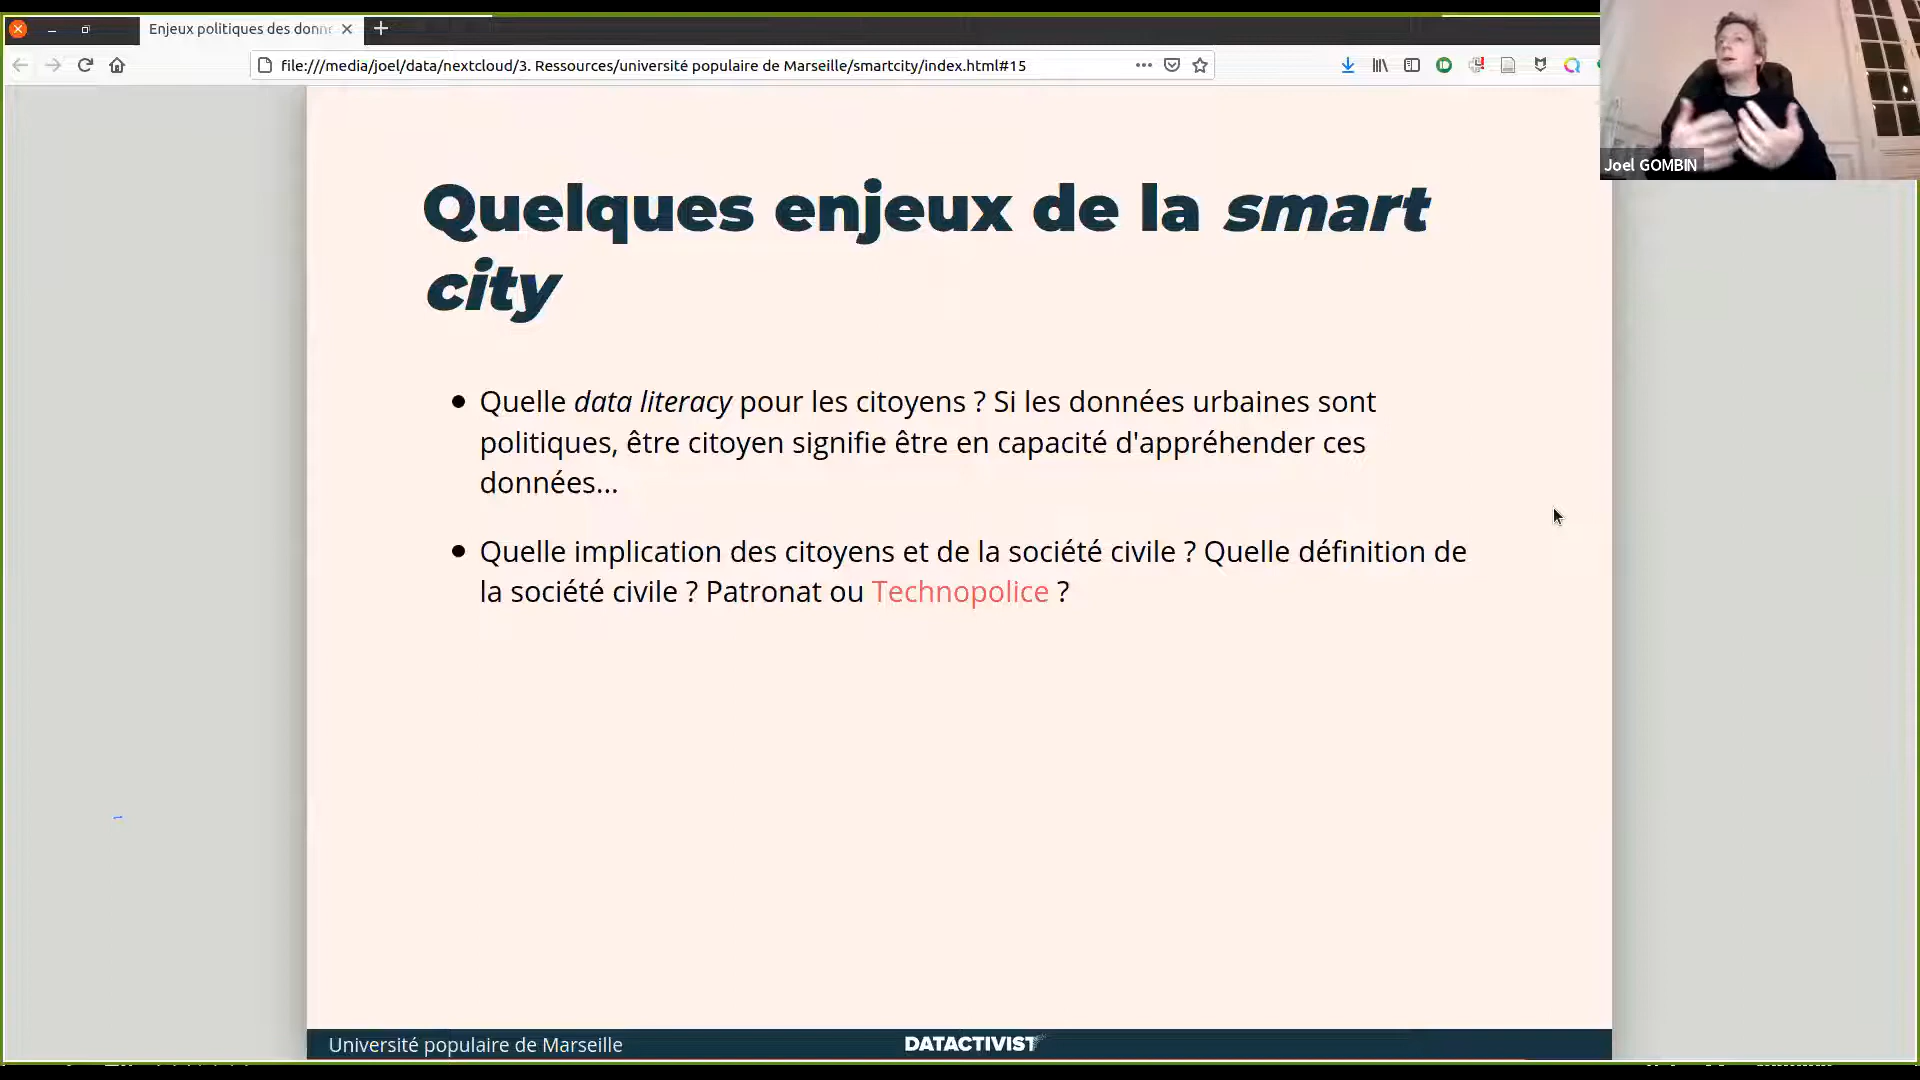 Enjeux politiques des donn
file:///media/joel/data/nextcloud/3. Ressources/université populaire de Marseille/smartcity/index.html#15
Joel GOMBIN
Quelques enjeux de la smart
city
• Quelle data literacy pour les citoyens ? Si les données urbaines sont
politiques, être citoyen signifie être en capacité d'appréhender ces
données...
• Quelle implication des citoyens et de la société civile ? Quelle définition de
la société civile ? Patronat ou Technopolice ?
Université populaire de Marseille
DATACTIVIST